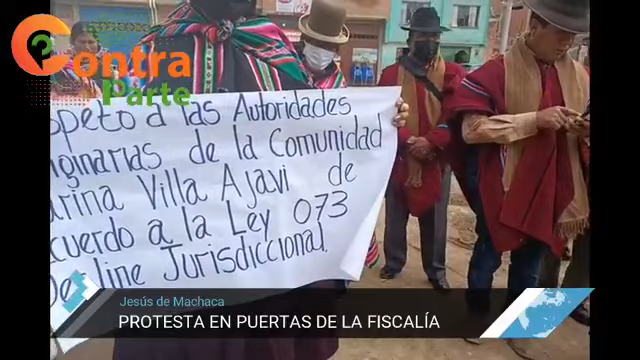 Contra
Parte
speto a las Autoridades
iginarias de la Comunidad
arina Villa Ajavi de
cuerdo a la Ley 073
De line Jurisdiccional.
Jesús de Machaca
PROTESTA EN PUERTAS DE LA FISCALÍA